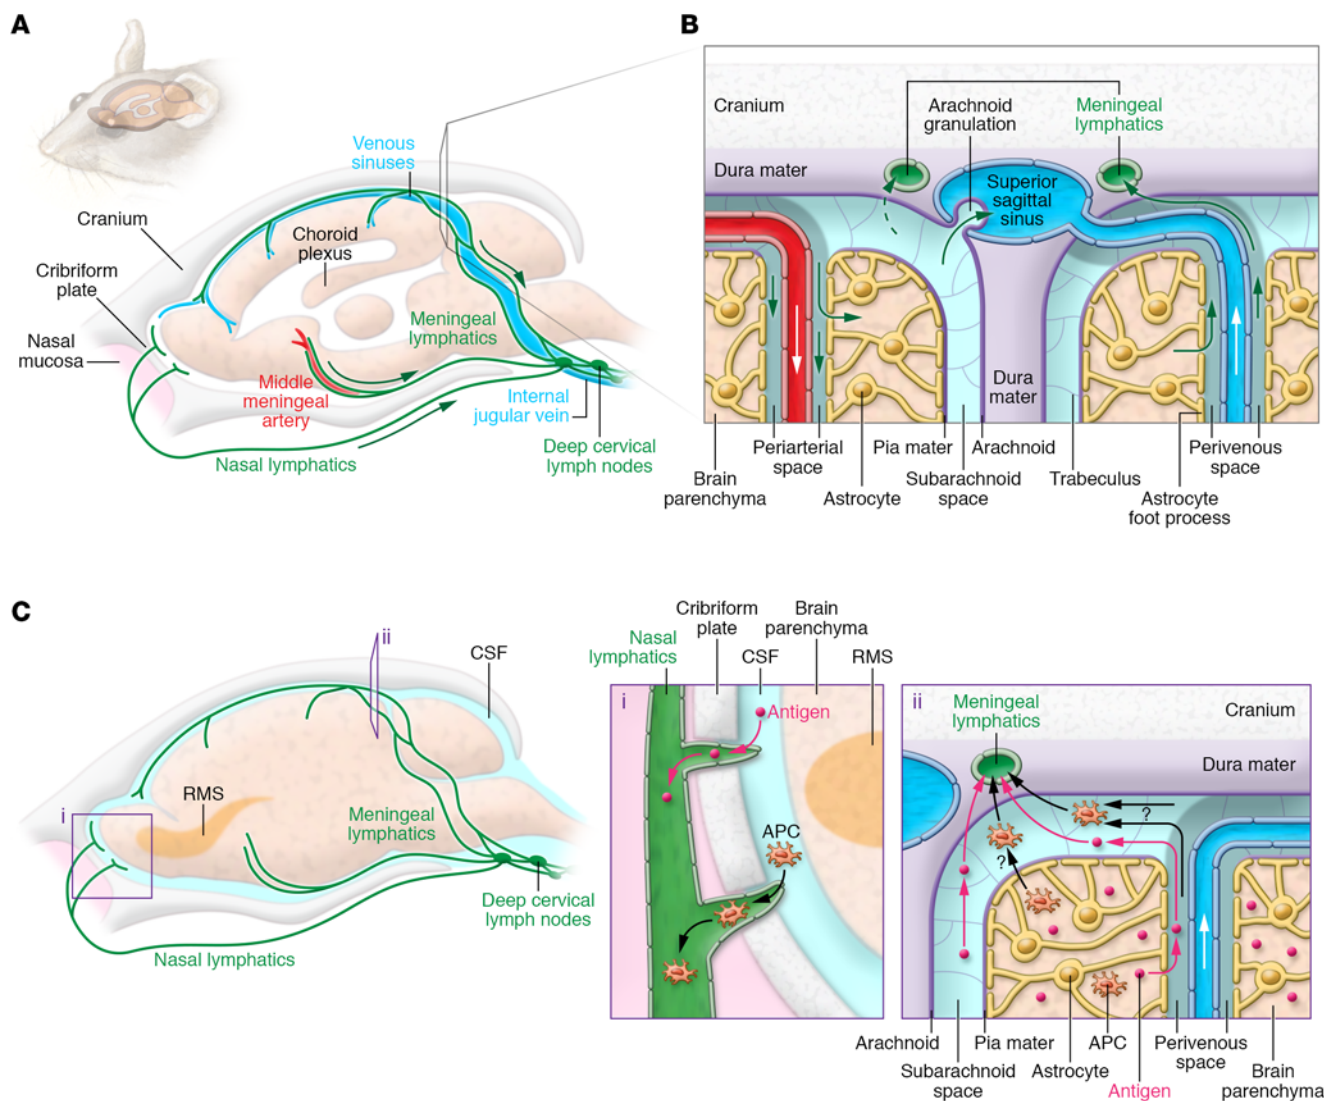 A
Venous
sinuses
Cranium
Choroid
plexus
Cribriform
plate
Nasal
mucosa
Meningeal
lymphatics
Middle
meningeal
artery
Internal
jugular vein
Deep cervical
lymph nodes
Nasal lymphatics
B
Cranium
Arachnoid
granulation
Meningeal
lymphatics
Dura mater
Superior
sagittal
sinus
Dura
mater
Brain
parenchyma
Periarterial
space
Astrocyte
Pia mater
Subarachnoid
space
Arachnoid
Trabeculus
Astrocyte
foot process
Perivenous
space
C
ii
CSF
RMS
i
Meningeal
lymphatics
Deep cervical
lymph nodes
Nasal lymphatics
Nasal
lymphatics
Cribriform
plate
CSF
Brain
parenchyma
RMS
i
Antigen
APC
ii
Meningeal
lymphatics
Cranium
Dura mater
?
?
Arachnoid
Subarachnoid
space
Pia mater
Astrocyte
APC
Antigen
Perivenous
space
Brain
parenchyma